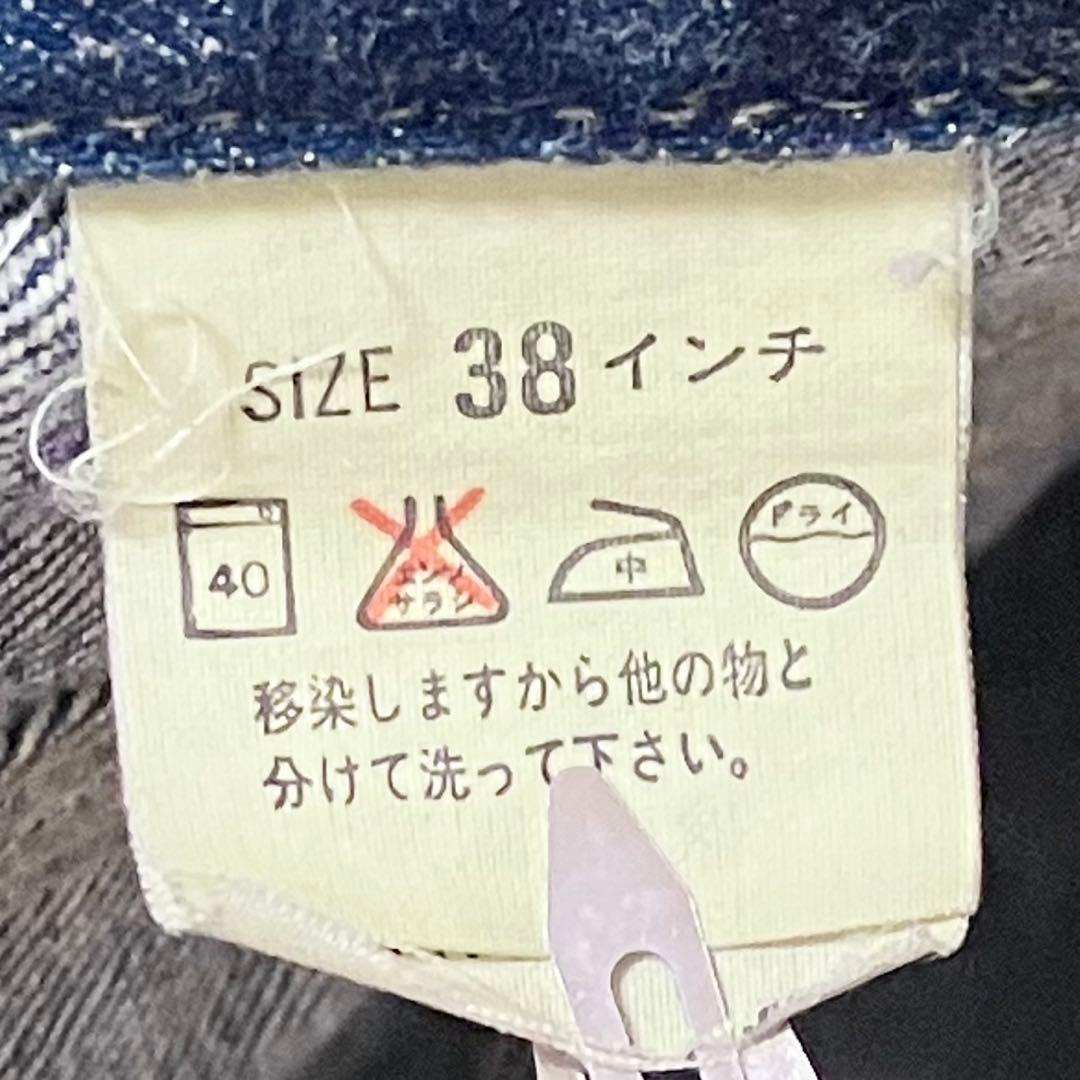 SIZE 38インチ
40
エンソ
サラシ
中
ドライ
移染しますから他の物と
分けて洗って下さい。